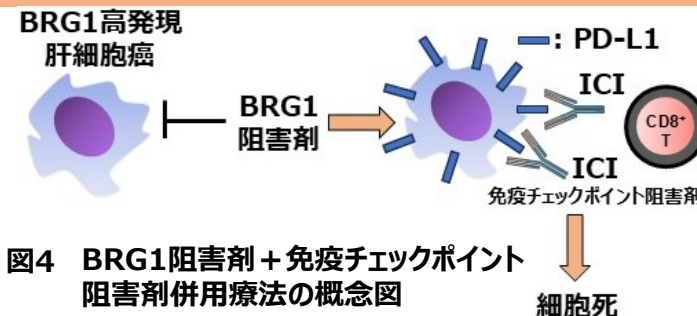 BRG1高発現
肝細胞癌
BRG1
阻害剤
: PD-L1
ICI
CD8+
T
ICI
免疫チェックポイント阻害剤
図4 BRG1阻害剤＋免疫チェックポイント
阻害剤併用療法の概念図
細胞死